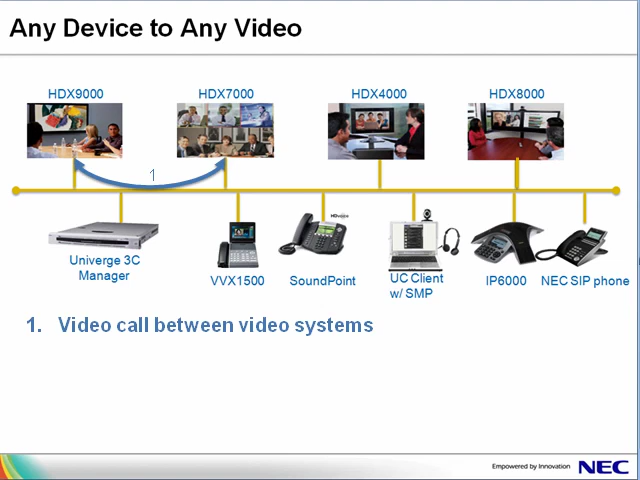 Any Device to Any Video
HDX9000
HDX7000
HDX4000
HDX8000
1
HDvoice
Univerge 3C
Manager
VVX1500
SoundPoint
UC Client
w/ SMP
IP6000
NEC SIP phone
1. Video call between video systems
Empowered by Innovation
NEC